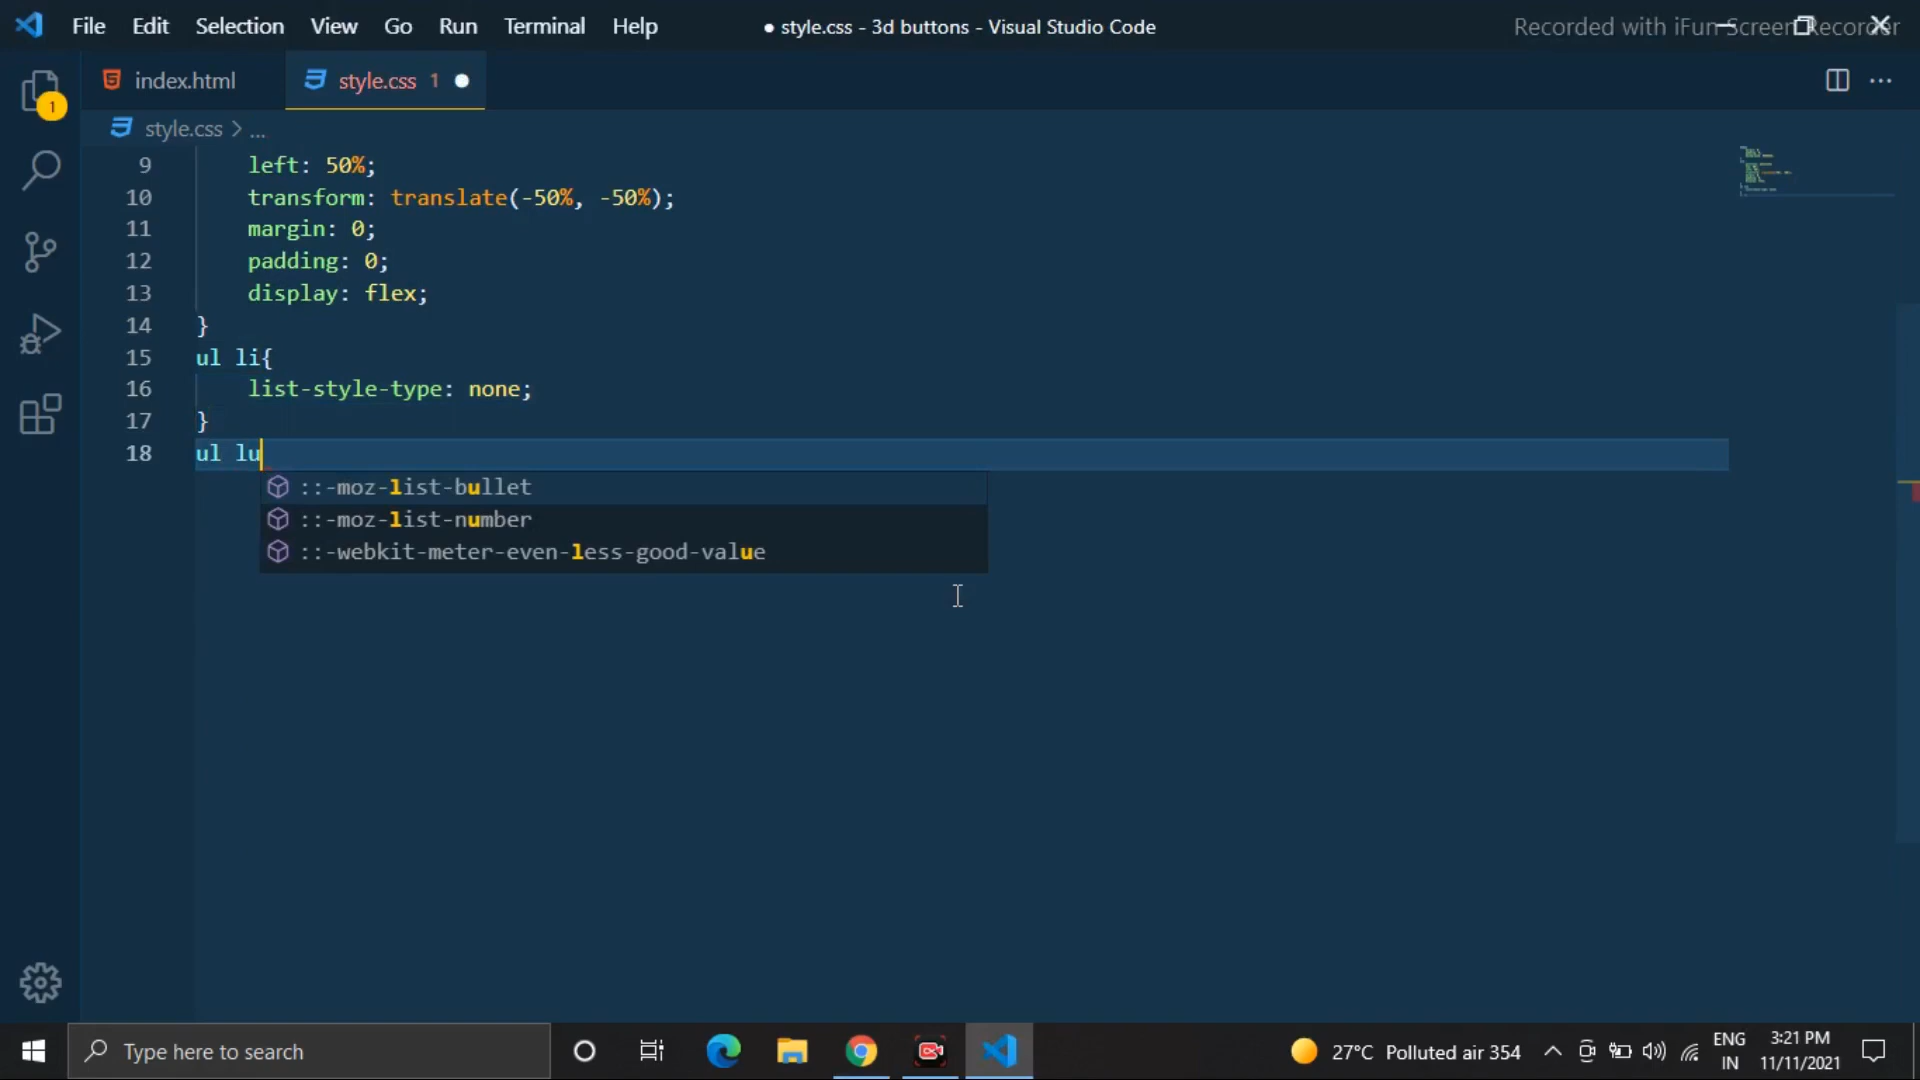 File Edit Selection View Go Run Terminal Help ● style.css - 3d buttons - Visual Studio Code Recorded with iFun Screen Recorder
index.html style.css 1
1
style.css > ...
9 left: 50%;
10 transform: translate(-50%, -50%);
11 margin: 0;
12 padding: 0;
13 display: flex;
14 }
15 ul li{
16 list-style-type: none;
17 }
18 ul lu
::-moz-list-bullet
::-moz-list-number
::-webkit-meter-even-less-good-value
Type here to search 27°C Polluted air 354 ENG 3:21 PM
IN 11/11/2021